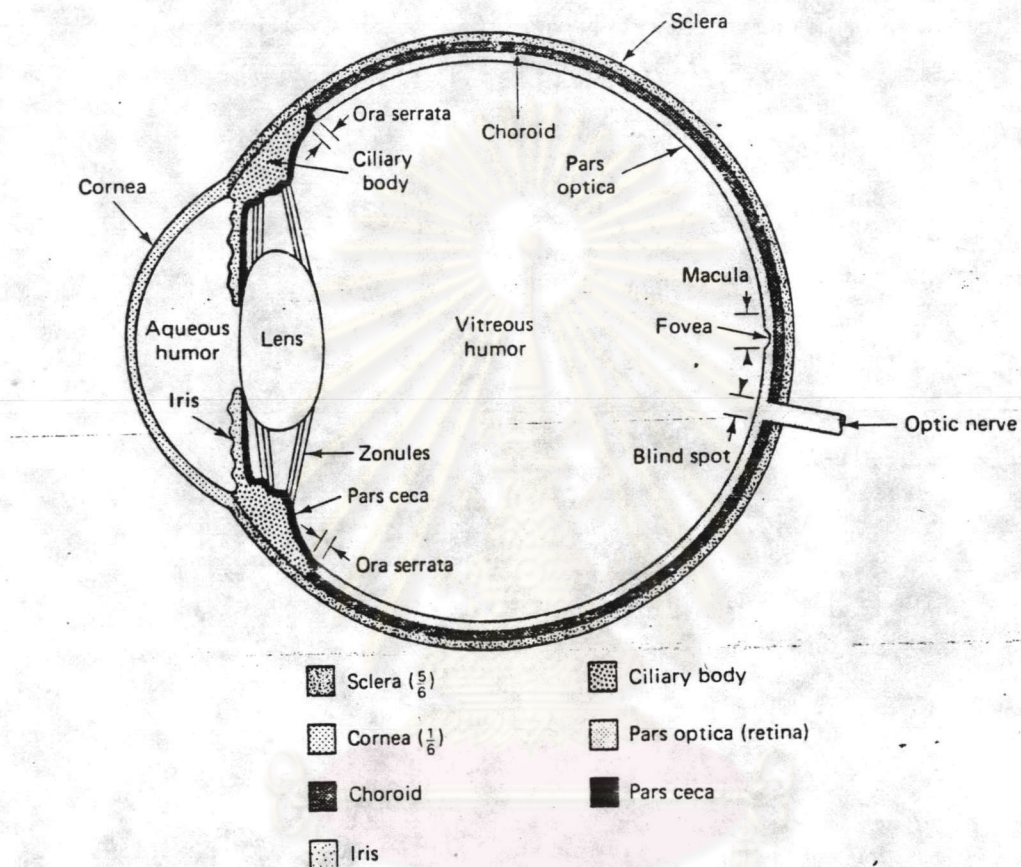 Sclera
Ora serrata
Choroid
Ciliary
body
Pars
optica
Cornea
Macula
Aqueous
humor
Lens
Vitreous
humor
Fovea
Iris
Optic nerve
Zonules
Blind spot
Pars ceca
Ora serrata
Sclera (5/6)
Ciliary body
Cornea (1/6)
Pars optica (retina)
Choroid
Pars ceca
Iris